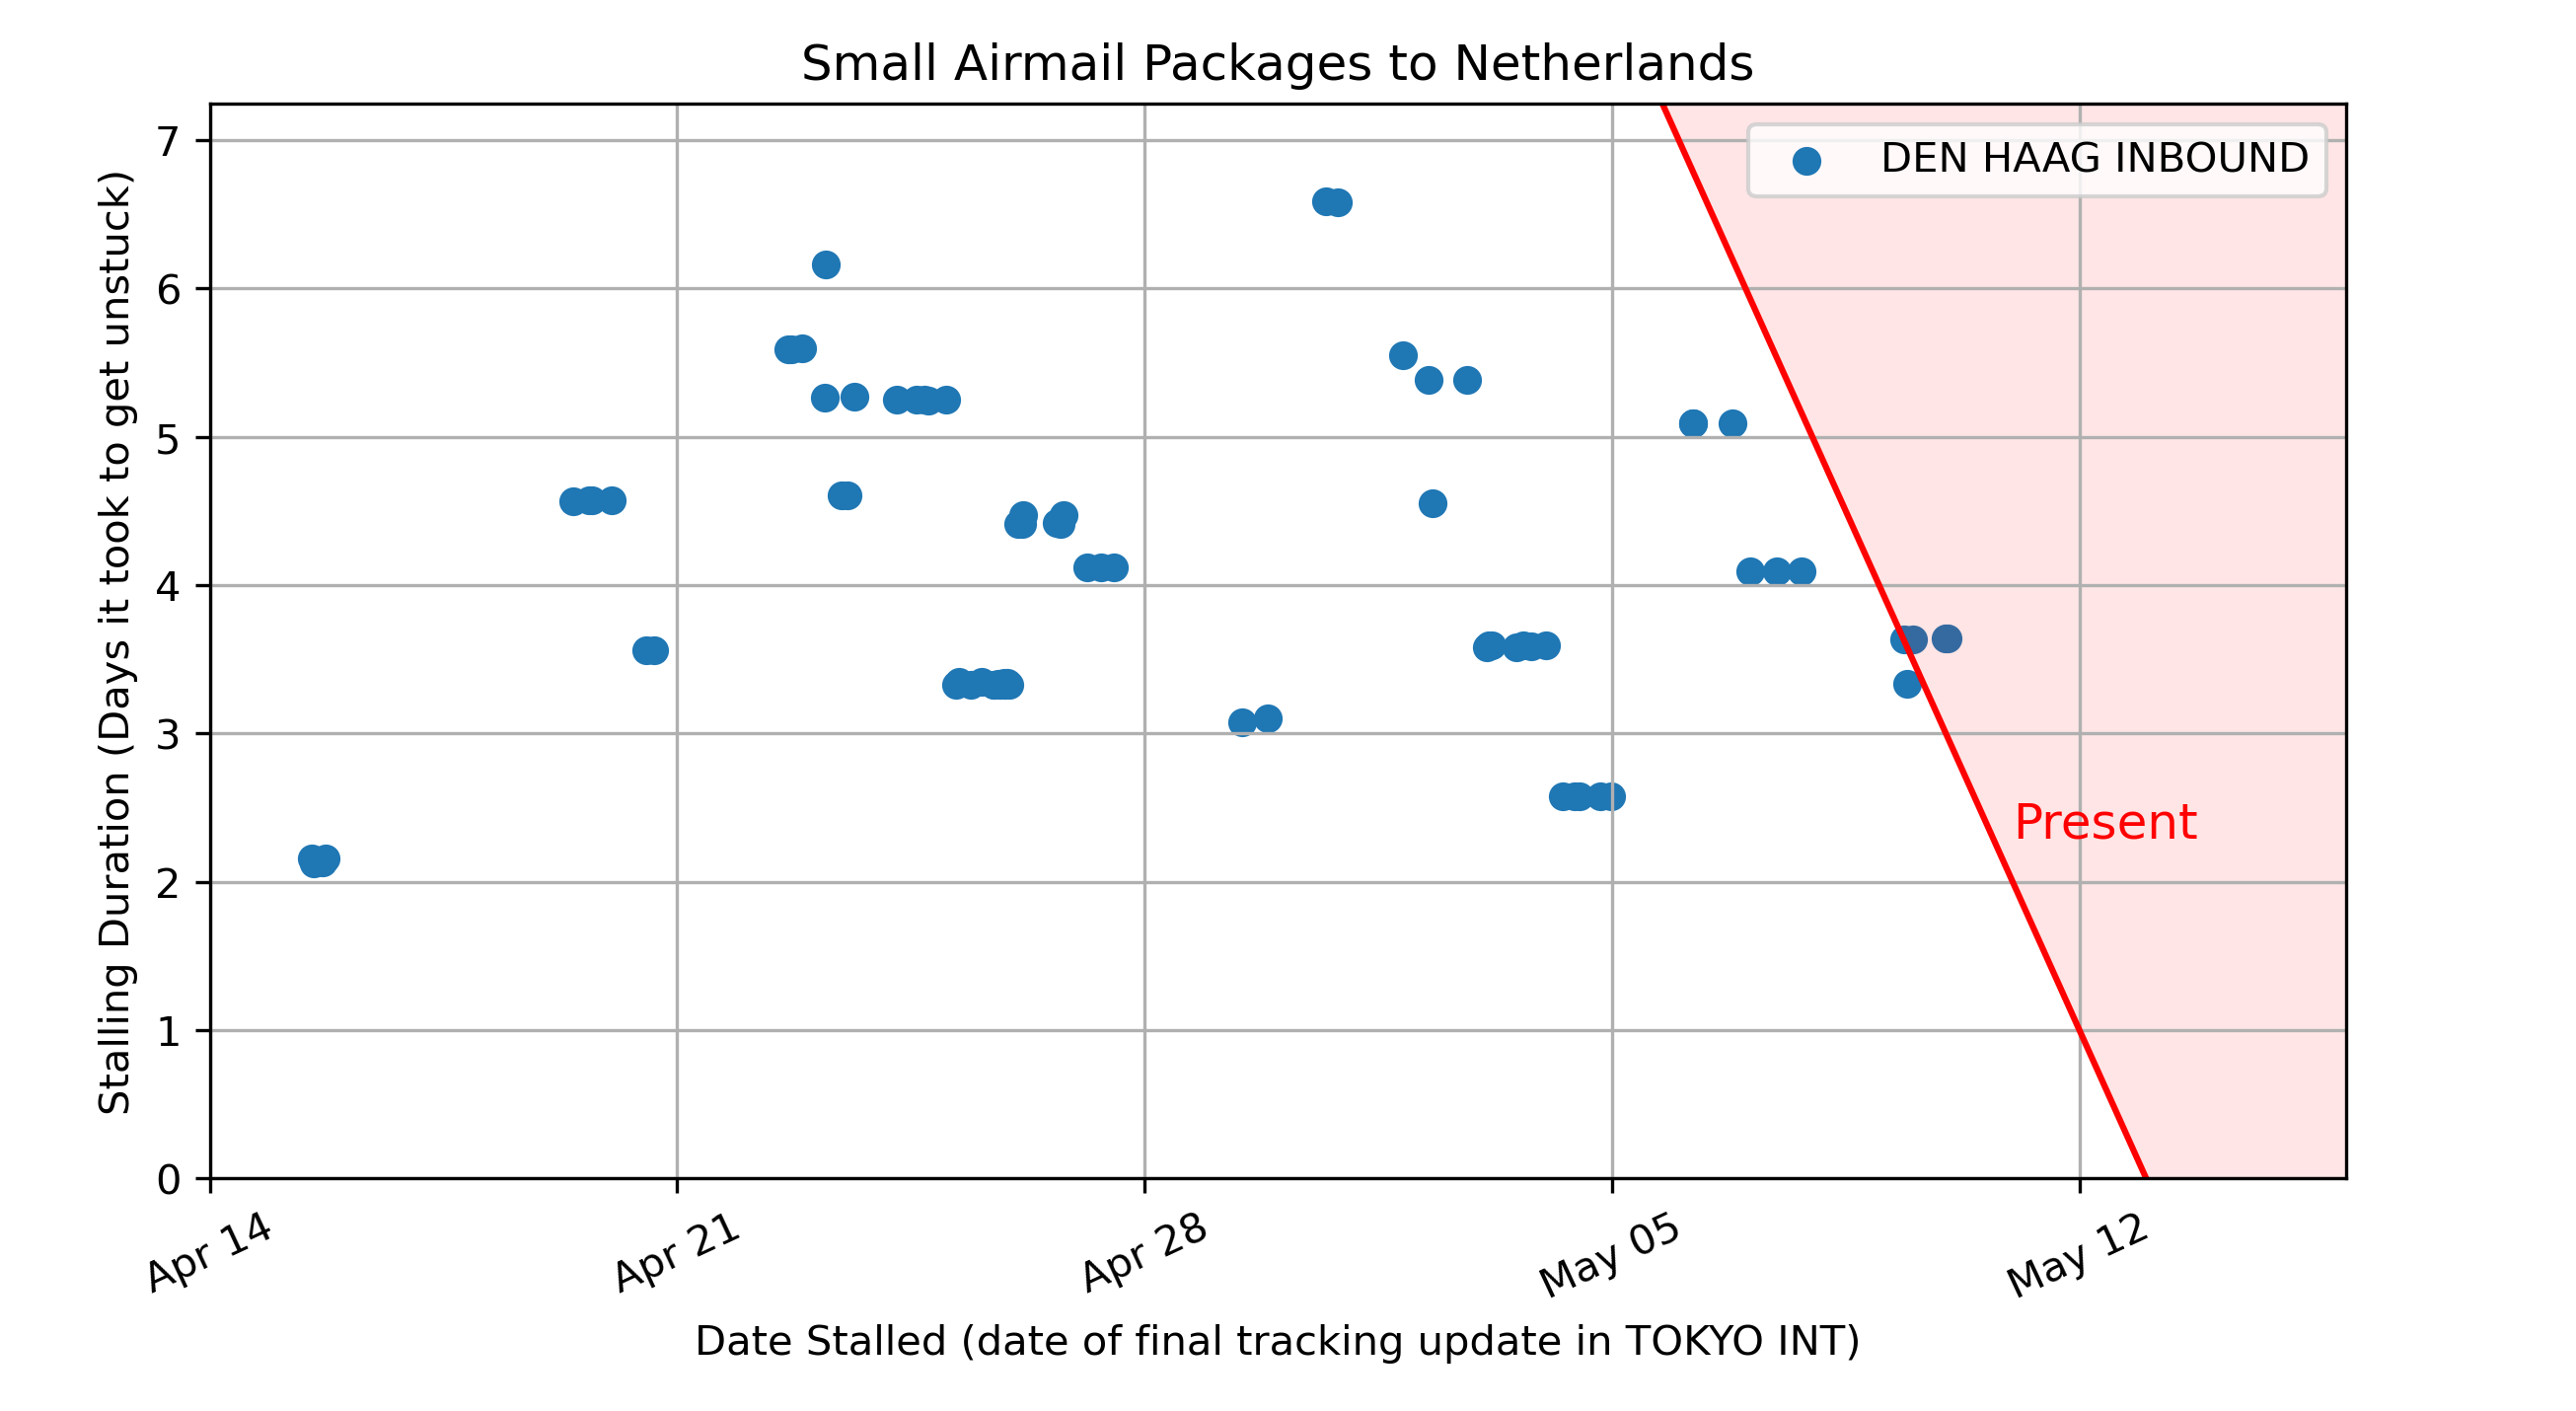 Small Airmail Packages to Netherlands
DEN HAAG INBOUND
Stalling Duration (Days it took to get unstuck)
7
6
5
4
3
2
1
0
Present
Apr 14
Apr 21
Apr 28
May 05
May 12
Date Stalled (date of final tracking update in TOKYO INT)